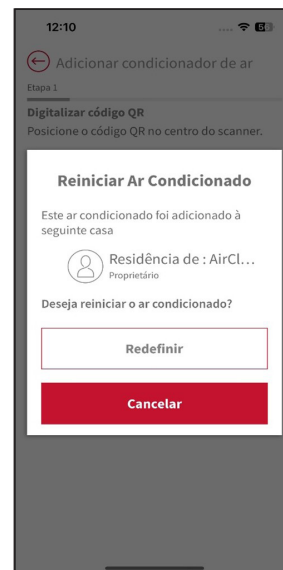 12:10
Adicionar condicionador de ar
Etapa 1
Digitalizar código QR
Posicione o código QR no centro do scanner.
Reiniciar Ar Condicionado
Este ar condicionado foi adicionado à
seguinte casa
Residência de : AirCl...
Proprietário
Deseja reiniciar o ar condicionado?
Redefinir
Cancelar